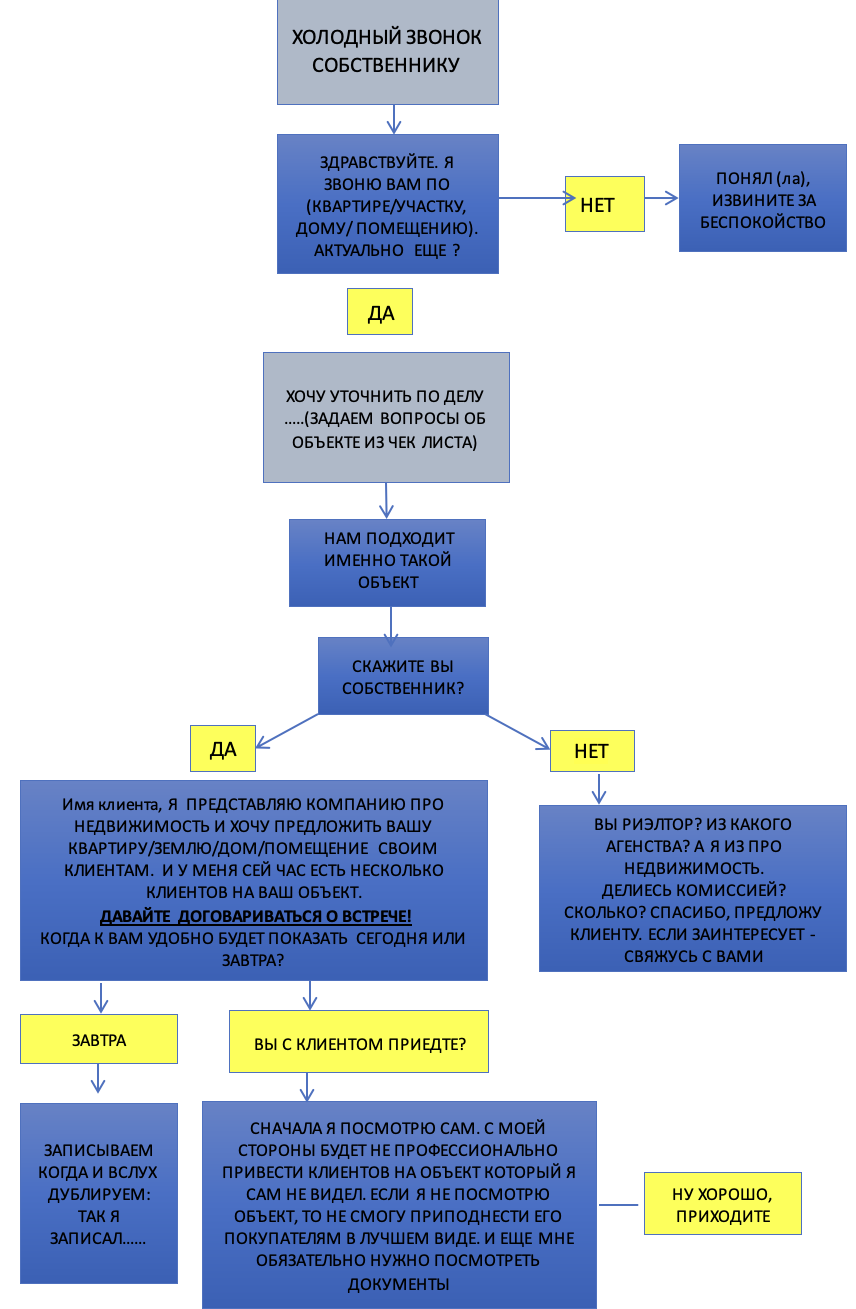 ХОЛОДНЫЙ ЗВОНОК
СОБСТВЕННИКУ
ЗДРАВСТВУЙТЕ. Я
ЗВОНЮ ВАМ ПО
(КВАРТИРЕ/УЧАСТКУ,
ДОМУ/ ПОМЕЩЕНИЮ).
АКТУАЛЬНО ЕЩЕ ?
НЕТ
ПОНЯЛ (ла),
ИЗВИНИТЕ ЗА
БЕСПОКОЙСТВО
ДА
ХОЧУ УТОЧНИТЬ ПО ДЕЛУ
…..(ЗАДАЕМ ВОПРОСЫ ОБ
ОБЪЕКТЕ ИЗ ЧЕК ЛИСТА)
НАМ ПОДХОДИТ
ИМЕННО ТАКОЙ
ОБЪЕКТ
СКАЖИТЕ ВЫ
СОБСТВЕННИК?
ДА
НЕТ
Имя клиента, Я ПРЕДСТАВЛЯЮ КОМПАНИЮ ПРО
НЕДВИЖИМОСТЬ И ХОЧУ ПРЕДЛОЖИТЬ ВАШУ
КВАРТИРУ/ЗЕМЛЮ/ДОМ/ПОМЕЩЕНИЕ СВОИМ
КЛИЕНТАМ. И У МЕНЯ СЕЙ ЧАС ЕСТЬ НЕСКОЛЬКО
КЛИЕНТОВ НА ВАШ ОБЪЕКТ.
ДАВАЙТЕ ДОГОВАРИВАТЬСЯ О ВСТРЕЧЕ!
КОГДА К ВАМ УДОБНО БУДЕТ ПОКАЗАТЬ СЕГОДНЯ ИЛИ
ЗАВТРА?
ВЫ РИЭЛТОР? ИЗ КАКОГО
АГЕНСТВА? А Я ИЗ ПРО
НЕДВИЖИМОСТЬ.
ДЕЛИЕСЬ КОМИССИЕЙ?
СКОЛЬКО? СПАСИБО, ПРЕДЛОЖУ
КЛИЕНТУ. ЕСЛИ ЗАИНТЕРЕСУЕТ -
СВЯЖУСЬ С ВАМИ
ЗАВТРА
ВЫ С КЛИЕНТОМ ПРИЕДТЕ?
ЗАПИСЫВАЕМ
КОГДА И ВСЛУХ
ДУБЛИРУЕМ:
ТАК Я
ЗАПИСАЛ……
СНАЧАЛА Я ПОСМОТРЮ САМ. С МОЕЙ
СТОРОНЫ БУДЕТ НЕ ПРОФЕССИОНАЛЬНО
ПРИВЕСТИ КЛИЕНТОВ НА ОБЪЕКТ КОТОРЫЙ Я
САМ НЕ ВИДЕЛ. ЕСЛИ Я НЕ ПОСМОТРЮ
ОБЪЕКТ, ТО НЕ СМОГУ ПРИПОДНЕСТИ ЕГО
ПОКУПАТЕЛЯМ В ЛУЧШЕМ ВИДЕ. И ЕЩЕ МНЕ
ОБЯЗАТЕЛЬНО НУЖНО ПОСМОТРЕТЬ
ДОКУМЕНТЫ
НУ ХОРОШО,
ПРИХОДИТЕ